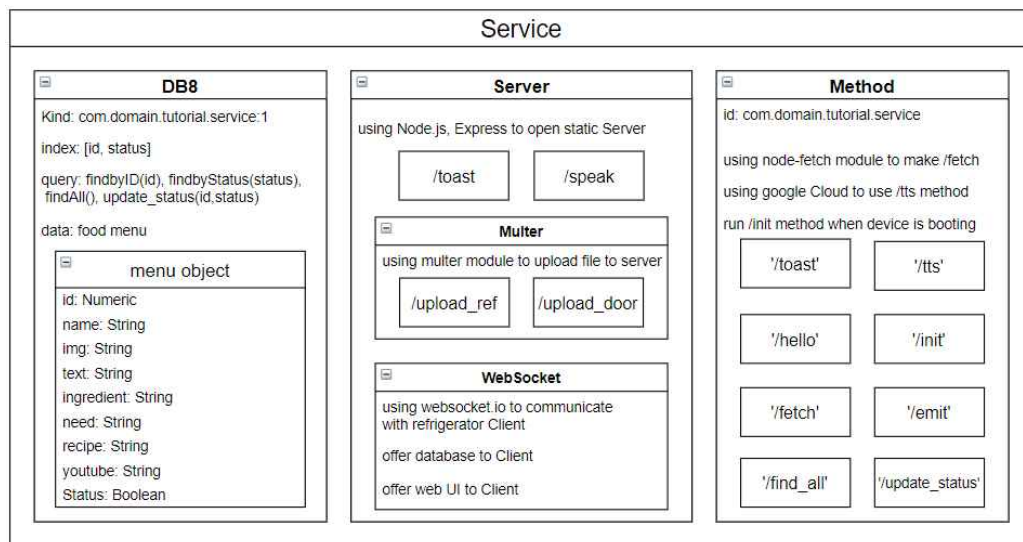 Service
DB8
Kind: com.domain.tutorial.service:1
index: [id, status]
query: findbyID(id), findbyStatus(status),
findAll(), update_status(id,status)
data: food menu
menu object
id: Numeric
name: String
img: String
text: String
ingredient: String
need: String
recipe: String
youtube: String
Status: Boolean
Server
using Node.js, Express to open static Server
/toast
/speak
Multer
using multer module to upload file to server
/upload_ref
/upload_door
WebSocket
using websocket.io to communicate
with refrigerator Client
offer database to Client
offer web UI to Client
Method
id: com.domain.tutorial.service
using node-fetch module to make /fetch
using google Cloud to use /tts method
run /init method when device is booting
'/toast'
'/tts'
'/hello'
'/init'
'/fetch'
'/emit'
'/find_all'
'/update_status'